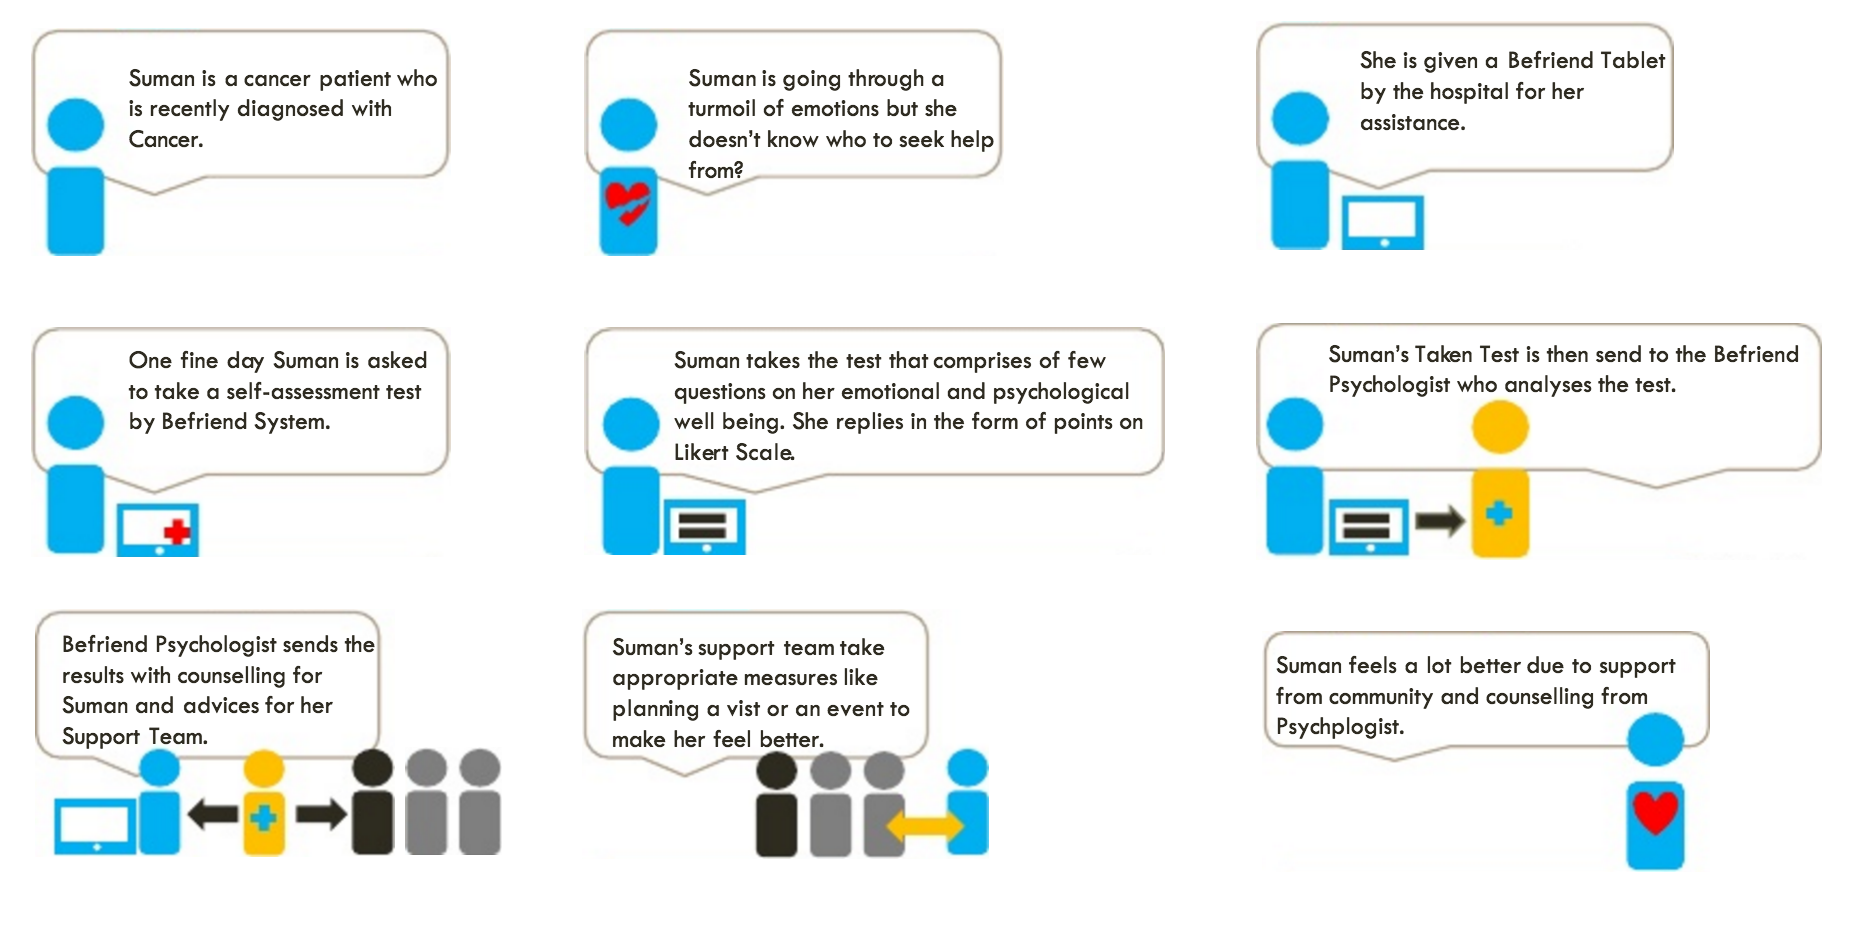 Suman is a cancer patient who
is recently diagnosed with
Cancer.
Suman is going through a
turmoil of emotions but she
doesn't know who to seek help
from?
She is given a Befriend Tablet
by the hospital for her
assistance.
One fine day Suman is asked
to take a self-assessment test
by Befriend System.
Suman takes the test that comprises of few
questions on her emotional and psychological
well being. She replies in the form of points on
Likert Scale.
Suman's Taken Test is then send to the Befriend
Psychologist who analyses the test.
Befriend Psychologist sends the
results with counselling for
Suman and advices for her
Support Team.
Suman's support team take
appropriate measures like
planning a vist or an event to
make her feel better.
Suman feels a lot better due to support
from community and counselling from
Psychplogist.